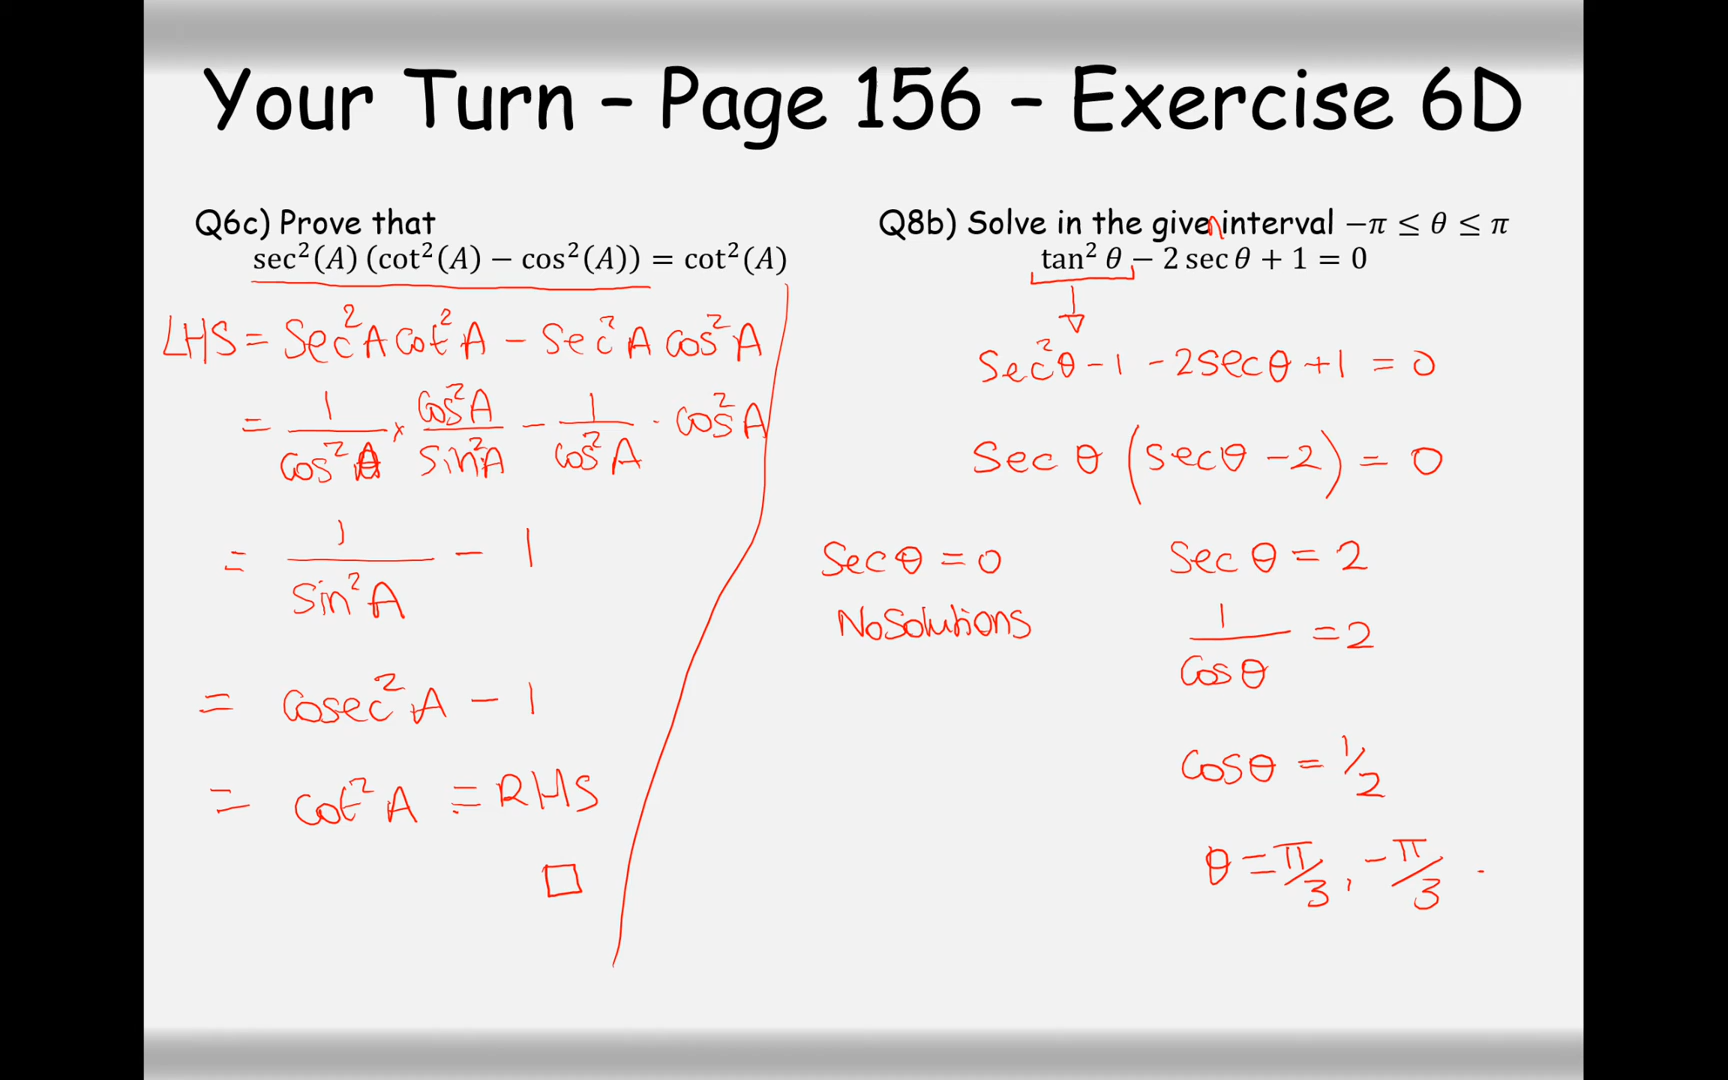 Your Turn – Page 156 – Exercise 6D
Q6c) Prove that
sec²(A) (cot²(A) − cos²(A)) = cot²(A)
LHS = Sec²A Cot²A − Sec²A Cos²A
= 1/Cos²A × Cos²A/Sin²A − 1/Cos²A · Cos²A
= 1/Sin²A − 1
= Cosec²A − 1
= Cot²A = RHS
□
Q8b) Solve in the given interval −π ≤ θ ≤ π
tan² θ − 2 sec θ + 1 = 0
Sec²θ − 1 − 2Secθ + 1 = 0
Sec θ (Secθ − 2) = 0
Sec θ = 0
No Solutions
Sec θ = 2
1/Cosθ = 2
Cosθ = 1/2
θ = π/3, −π/3